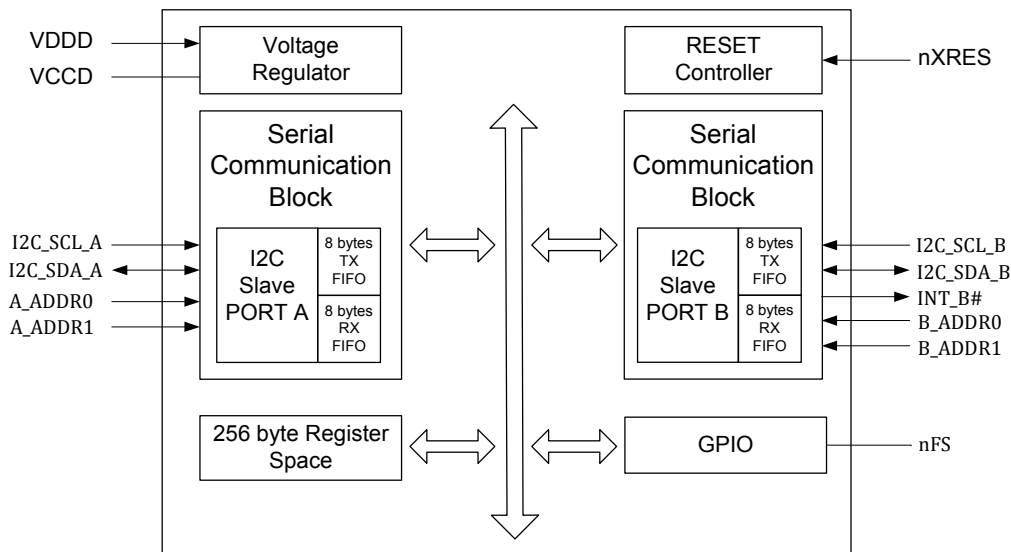 VDDD
VCCD
Voltage
Regulator
RESET
Controller
nXRES
Serial
Communication
Block
I2C_SCL_A
I2C_SDA_A
A_ADDR0
A_ADDR1
I2C
Slave
PORT A
8 bytes
TX
FIFO
8 bytes
RX
FIFO
Serial
Communication
Block
I2C
Slave
PORT B
8 bytes
TX
FIFO
8 bytes
RX
FIFO
I2C_SCL_B
I2C_SDA_B
INT_B#
B_ADDR0
B_ADDR1
256 byte Register
Space
GPIO
nFS